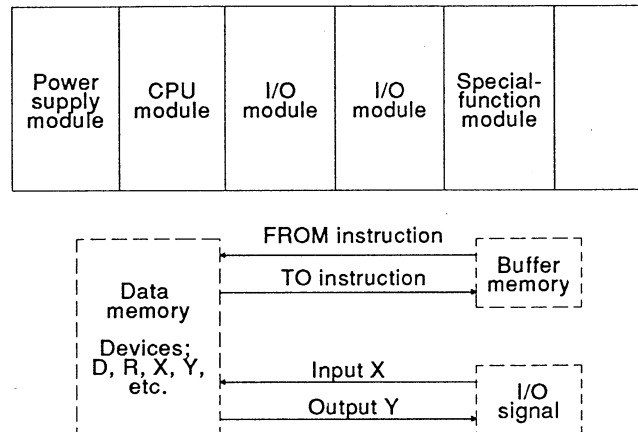 Power
supply
module
CPU
module
I/O
module
I/O
module
Special-
function
module
FROM instruction
TO instruction
Buffer
memory
Data
memory
Devices;
D, R, X, Y,
etc.
Input X
Output Y
I/O
signal